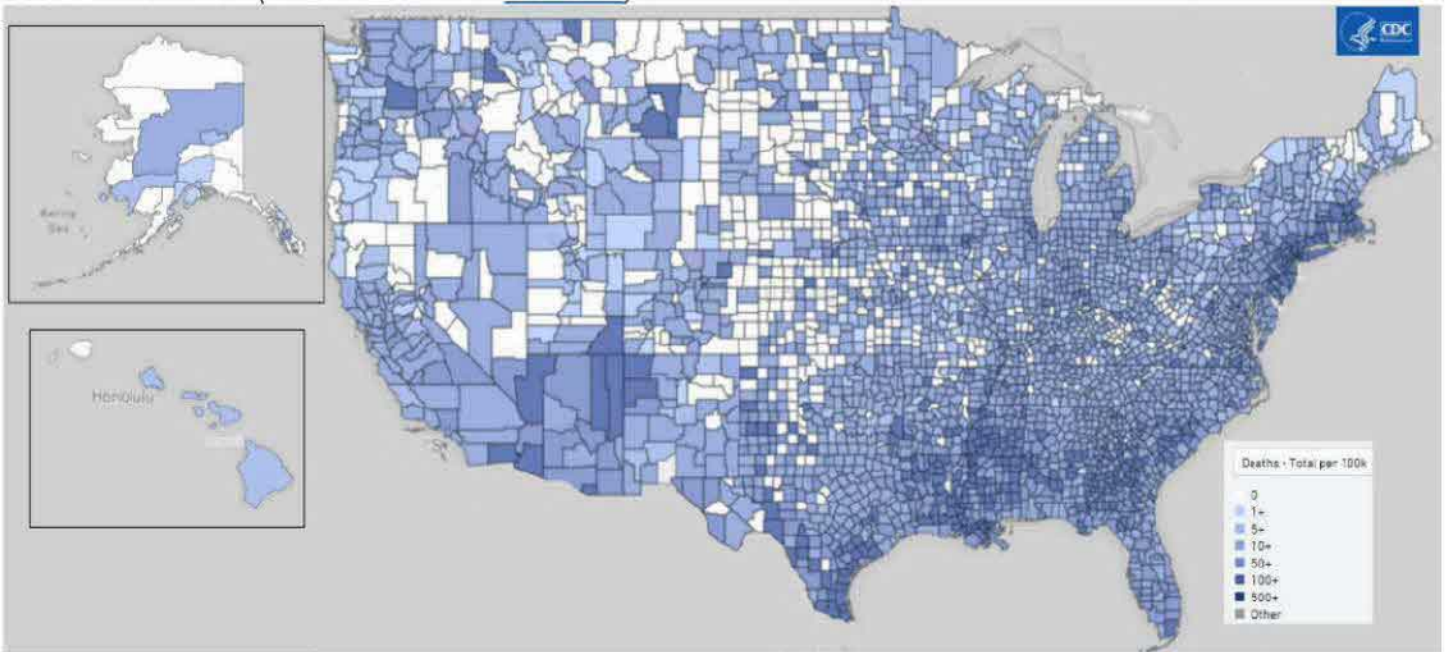 CDC
Bering
Sea
Honolulu
Deaths - Total per 100k
0
1+
5+
10+
50+
100+
500+
Other